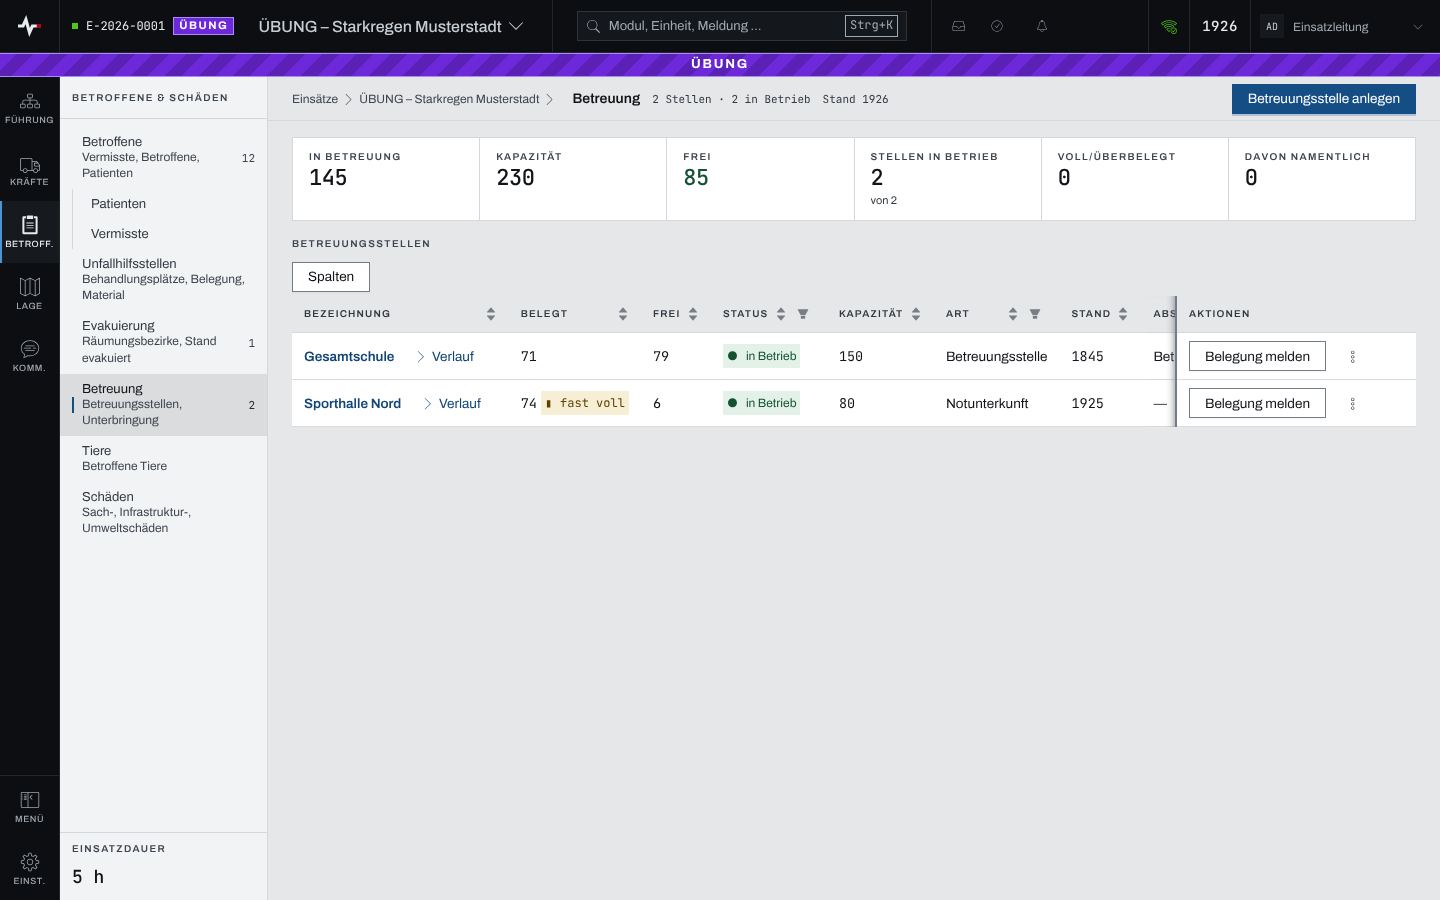 E-2026-0001 ÜBUNG ÜBUNG – Starkregen Musterstadt Modul, Einheit, Meldung ... Strg+K 1926 AD Einsatzleitung
ÜBUNG
FÜHRUNG
KRÄFTE
BETROFF.
LAGE
KOMM.
MENÜ
EINST.
BETROFFENE & SCHÄDEN
Betroffene
Vermisste, Betroffene, 12
Patienten
Patienten
Vermisste
Unfallhilfsstellen
Behandlungsplätze, Belegung,
Material
Evakuierung
Räumungsbezirke, Stand 1
evakuiert
Betreuung
Betreuungsstellen, 2
Unterbringung
Tiere
Betroffene Tiere
Schäden
Sach-, Infrastruktur-,
Umweltschäden
EINSATZDAUER
5 h
Einsätze ÜBUNG – Starkregen Musterstadt Betreuung 2 Stellen · 2 in Betrieb Stand 1926 Betreuungsstelle anlegen
IN BETREUUNG KAPAZITÄT FREI STELLEN IN BETRIEB VOLL/ÜBERBELEGT DAVON NAMENTLICH
145 230 85 2 0 0
von 2
BETREUUNGSSTELLEN
Spalten
BEZEICHNUNG BELEGT FREI STATUS KAPAZITÄT ART STAND ABS AKTIONEN
Gesamtschule Verlauf 71 79 in Betrieb 150 Betreuungsstelle 1845 Bet Belegung melden
Sporthalle Nord Verlauf 74 fast voll 6 in Betrieb 80 Notunterkunft 1925 — Belegung melden